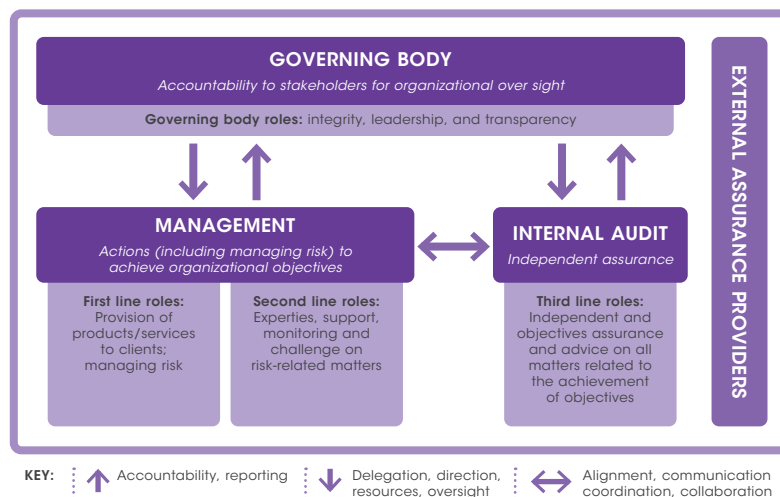 GOVERNING BODY
Accountability to stakeholders for organizational over sight
Governing body roles: integrity, leadership, and transparency
MANAGEMENT
Actions (including managing risk) to
achieve organizational objectives
First line roles:
Provision of
products/services
to clients;
managing risk
Second line roles:
Experties, support,
monitoring and
challenge on
risk-related matters
INTERNAL AUDIT
Independent assurance
Third line roles:
Independent and
objectives assurance
and advice on all
matters related to
the achievement
of objectives
EXTERNAL ASSURANCE PROVIDERS
KEY:
Accountability, reporting
Delegation, direction,
resources, oversight
Alignment, communication
coordination, collaboration